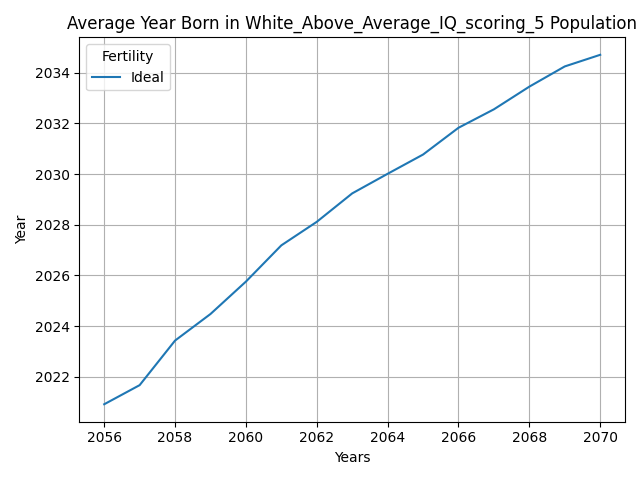 Average Year Born in White_Above_Average_IQ_scoring_5 Population
Fertility
Ideal
2034
2032
2030
2028
2026
2024
2022
Year
2056 2058 2060 2062 2064 2066 2068 2070
Years